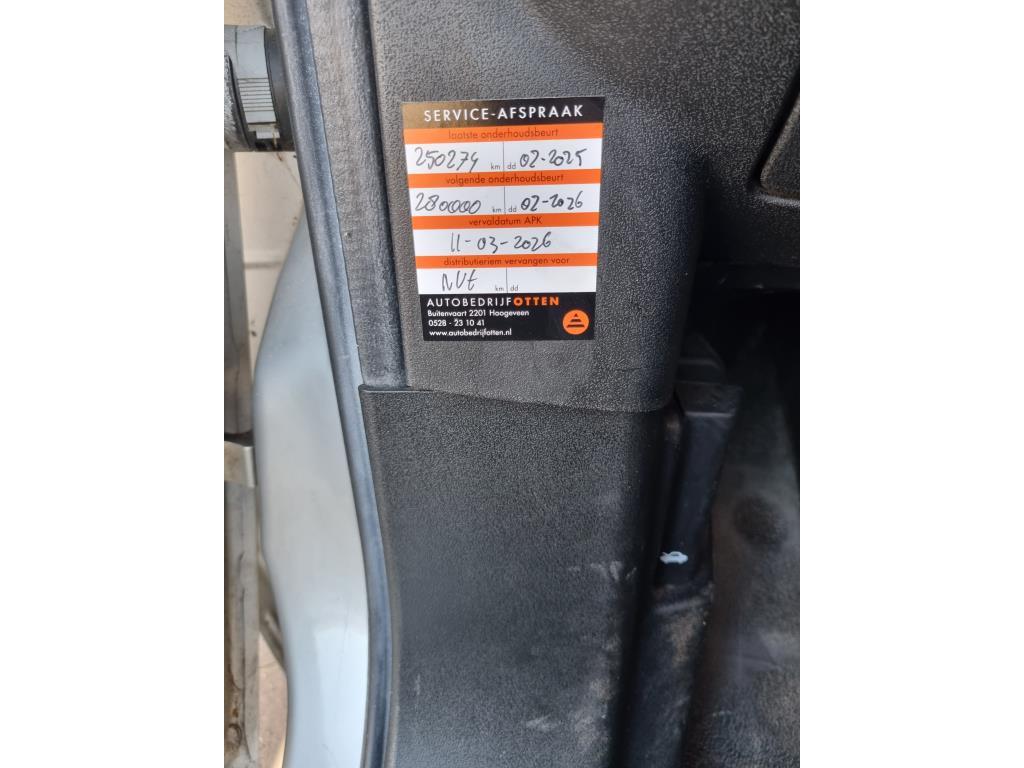 SERVICE-AFSPRAAK
laatste onderhoudsbeurt
250274 km dd 02-2025
volgende onderhoudsbeurt
280000 km dd 02-2026
vervaldatum APK
11-03-2026
distributieriem vervangen voor
NVt km dd
AUTOBEDRIJFOTTEN
Buitenvaart 2201 Hoogeveen
0528 - 23 10 41
www.autobedrijfotten.nl